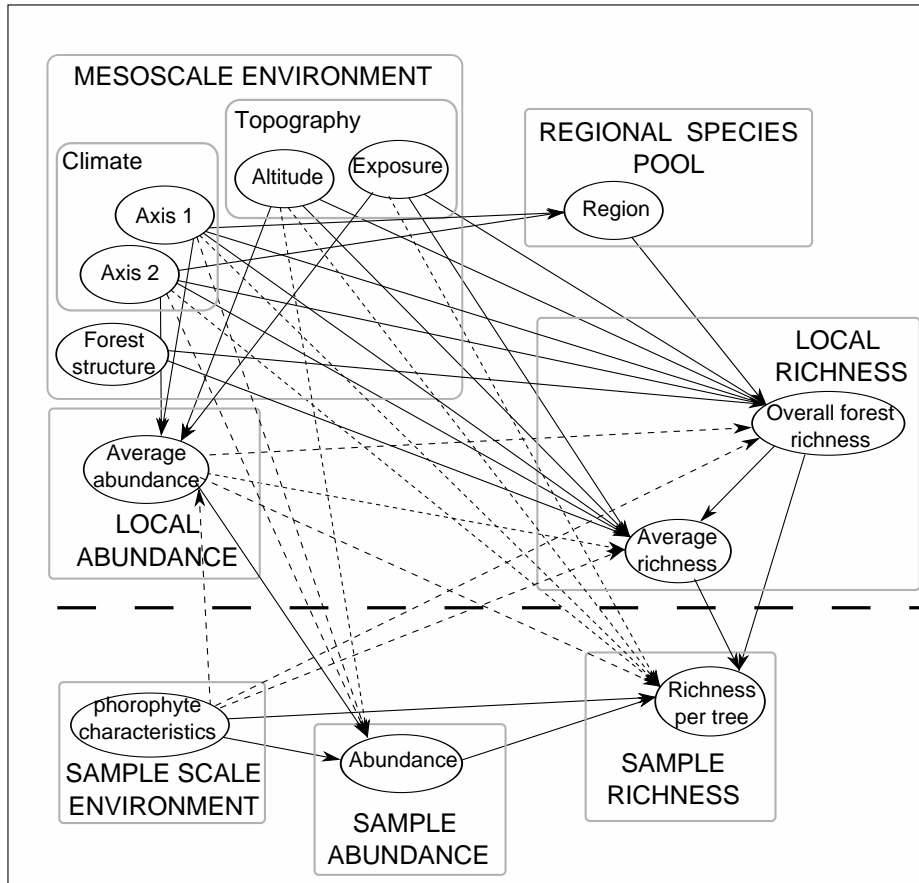 MESOSCALE ENVIRONMENT
Topography
Climate
Altitude
Exposure
Axis 1
Axis 2
Forest
structure
REGIONAL SPECIES
POOL
Region
LOCAL
RICHNESS
Overall forest
richness
Average
richness
Average
abundance
LOCAL
ABUNDANCE
phorophyte
characteristics
SAMPLE SCALE
ENVIRONMENT
Abundance
SAMPLE
ABUNDANCE
Richness
per tree
SAMPLE
RICHNESS